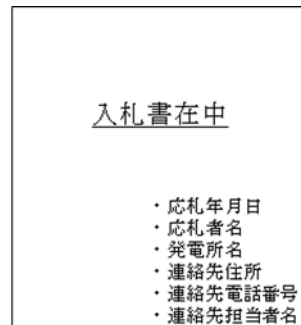 入札書在中
・応札年月日
・応札者名
・発電所名
・連絡先住所
・連絡先電話番号
・連絡先担当者名